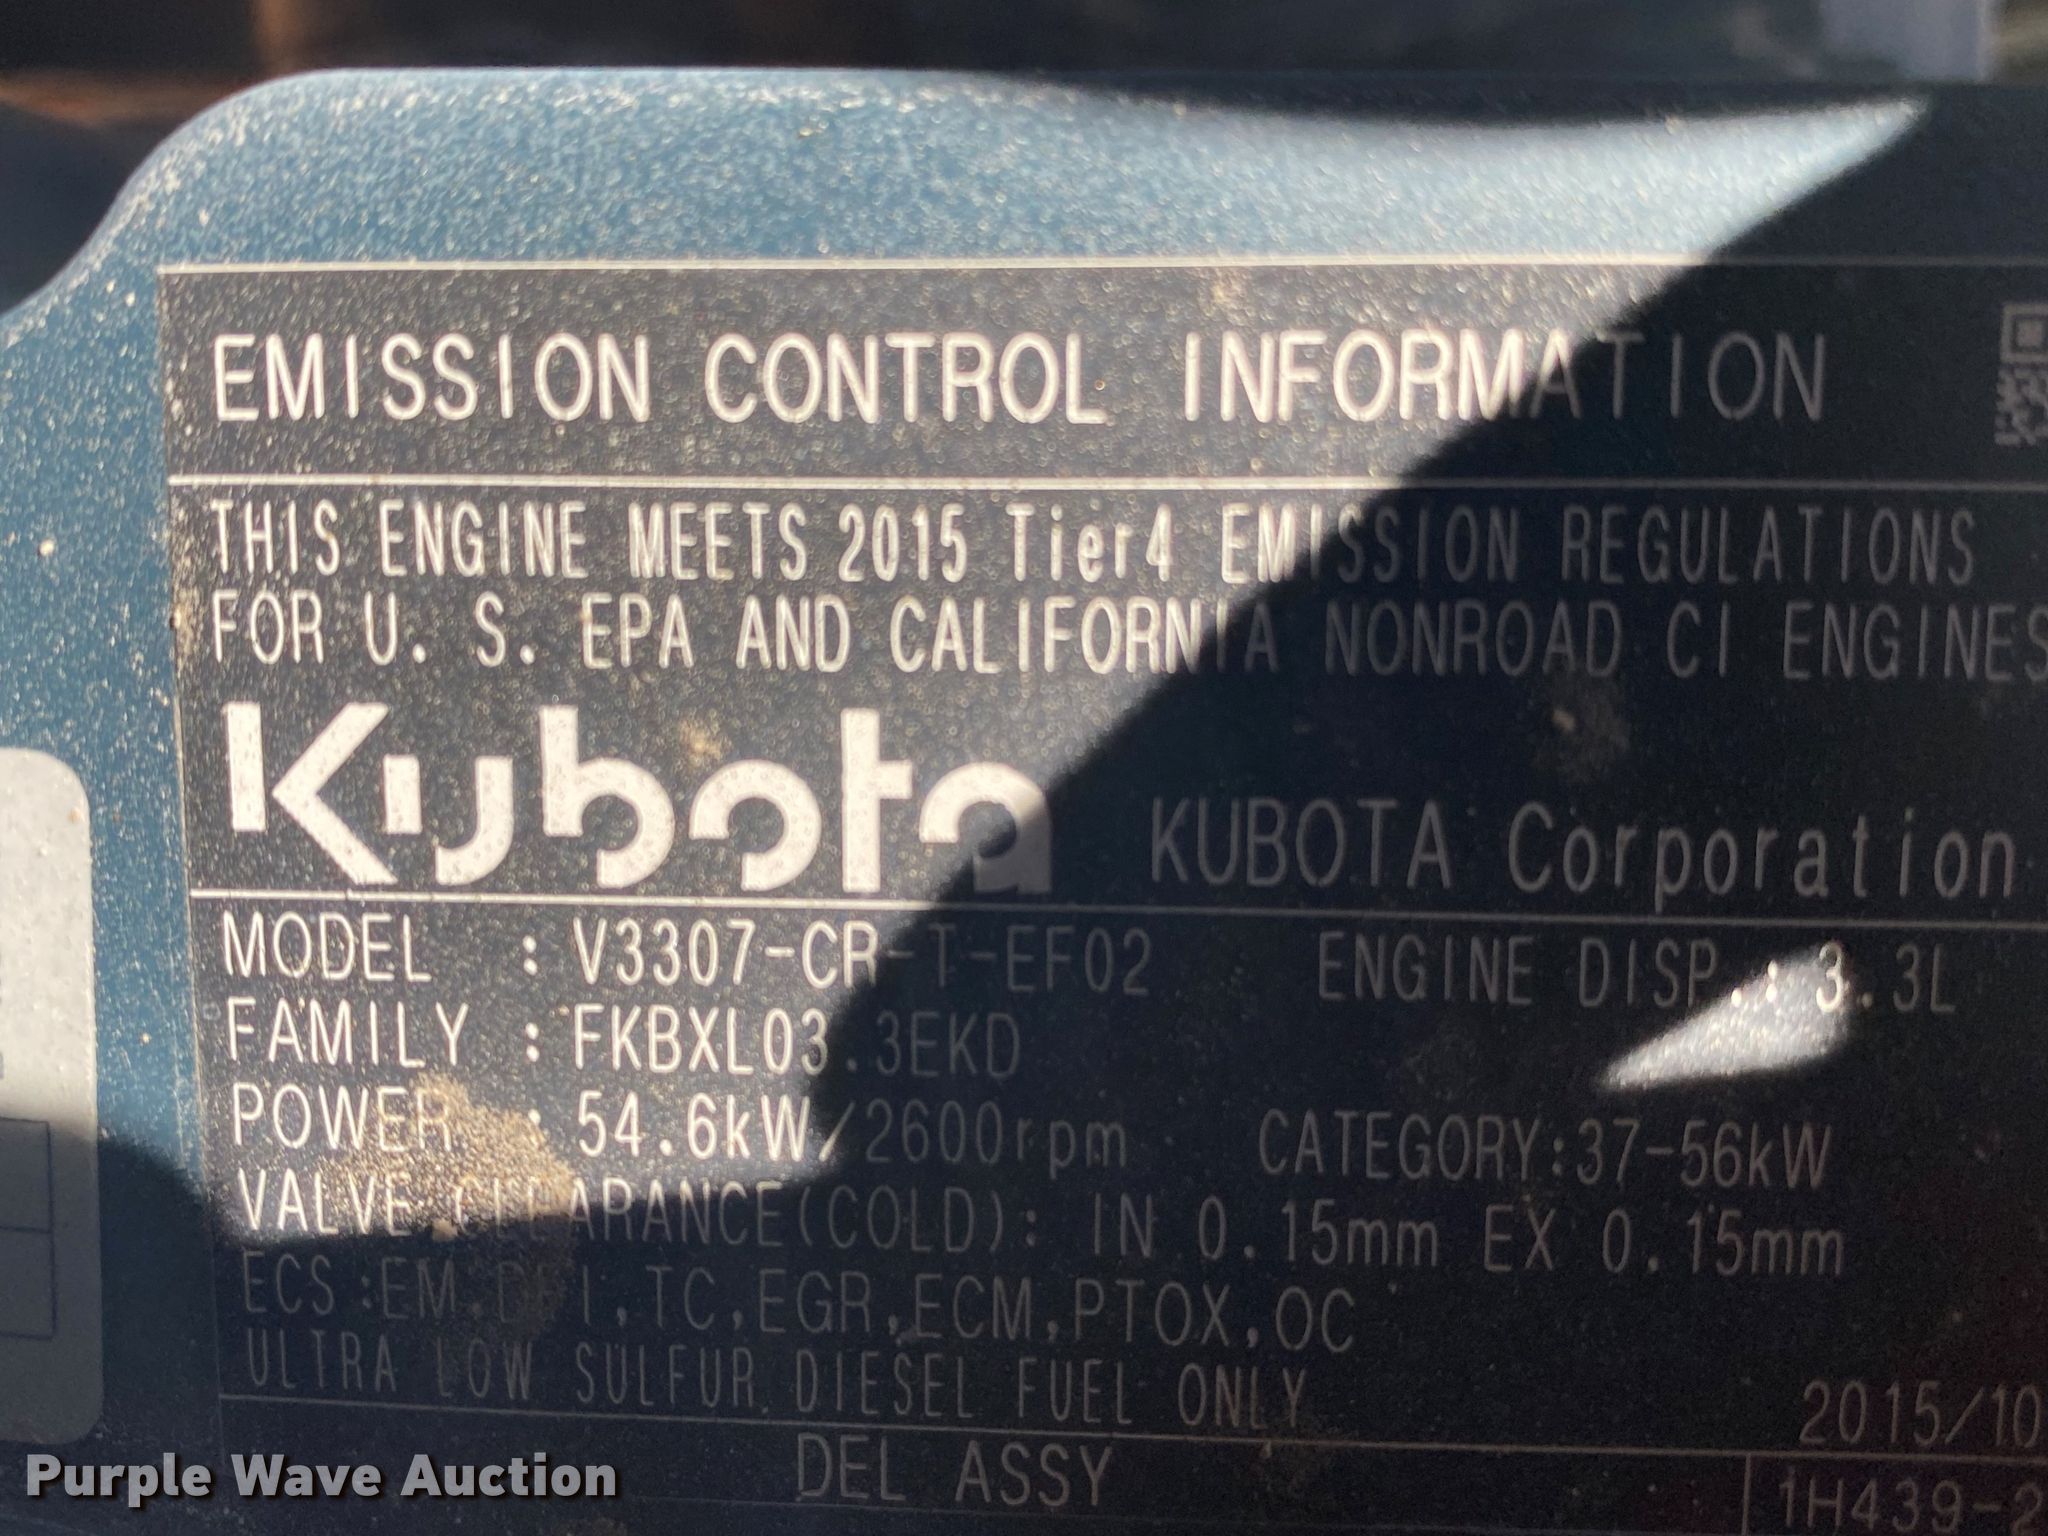 EMISSION CONTROL INFORMATION
THIS ENGINE MEETS 2015 Tier4 EMISSION REGULATIONS
FOR U. S. EPA AND CALIFORNIA NONROAD CI ENGINES
Kubota KUBOTA Corporation
MODEL : V3307-CR-T-EF02 ENGINE DISP.: 3.3L
FAMILY : FKBXL03.3EKD
POWER : 54.6kW/2600rpm CATEGORY:37-56kW
VALVE CLEARANCE(COLD): IN 0.15mm EX 0.15mm
ECS :EM,DFI,TC,EGR,ECM,PTOX,OC
ULTRA LOW SULFUR DIESEL FUEL ONLY
2015/10
DEL ASSY
1H439-2
Purple Wave Auction